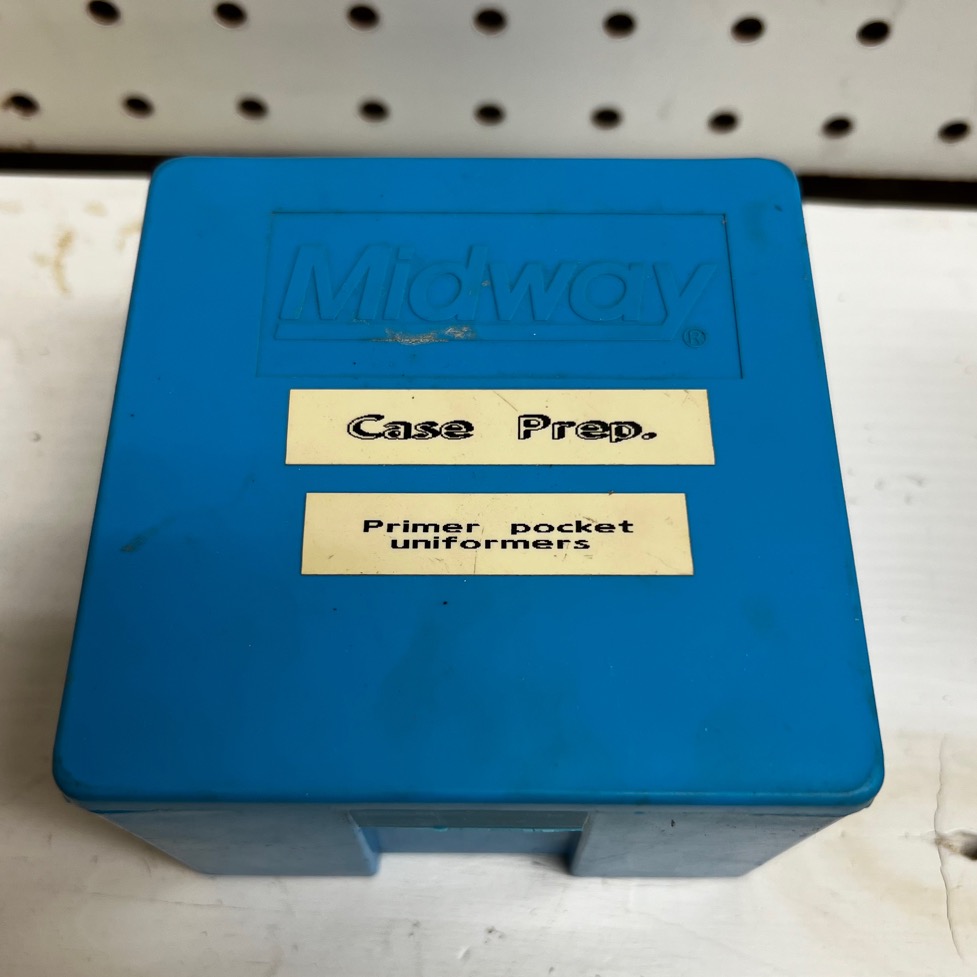 Midway®
Case Prep.
Primer pocket
uniformers